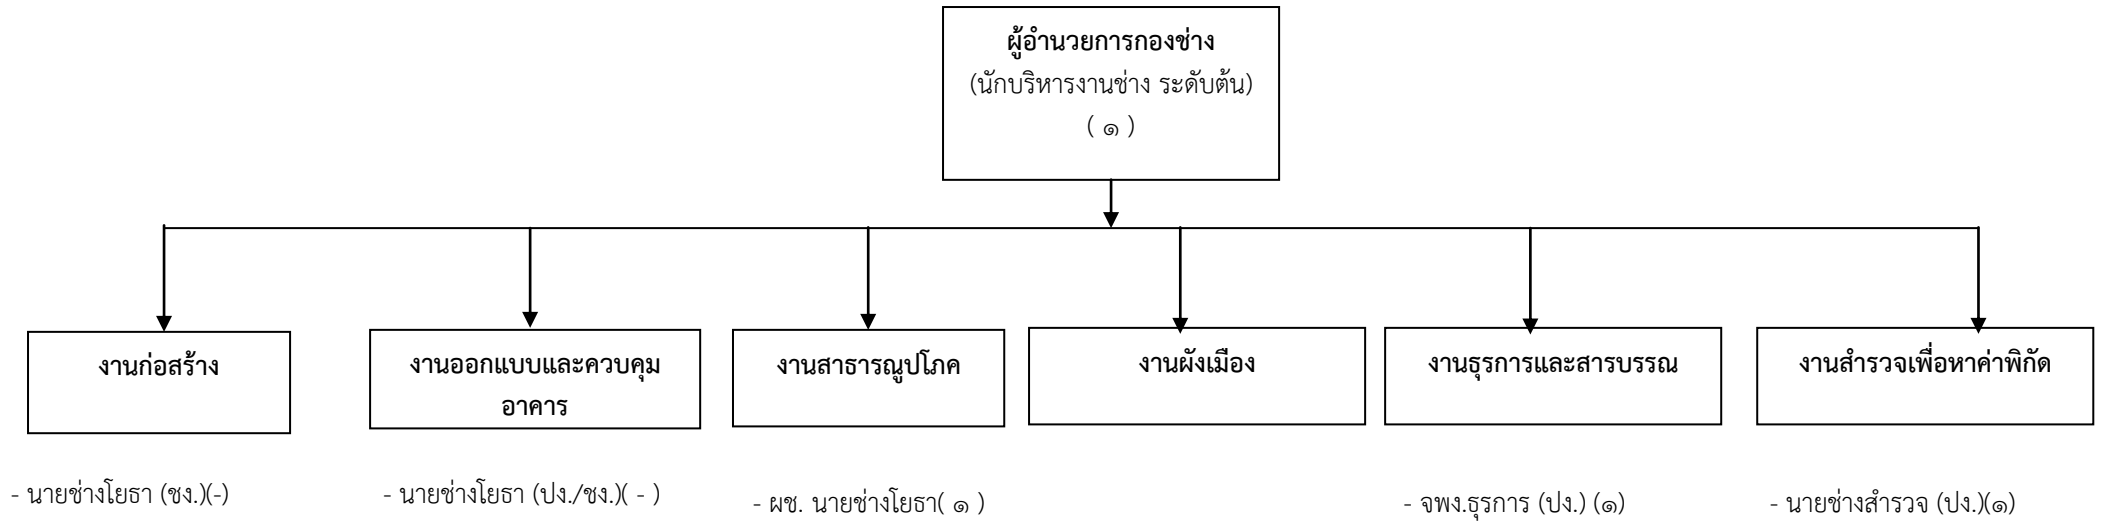 ผู้อำนวยการกองช่าง
(นักบริหารงานช่าง ระดับต้น)
( ๑ )
งานก่อสร้าง
งานออกแบบและควบคุม
อาคาร
งานสาธารณูปโภค
งานผังเมือง
งานธุรการและสารบรรณ
งานสำรวจเพื่อหาค่าพิกัด
- นายช่างโยธา (ชง.)(-)
- นายช่างโยธา (ปง./ชง.)( - )
- ผช. นายช่างโยธา( ๑ )
- จพง.ธุรการ (ปง.) (๑)
- นายช่างสำรวจ (ปง.)(๑)